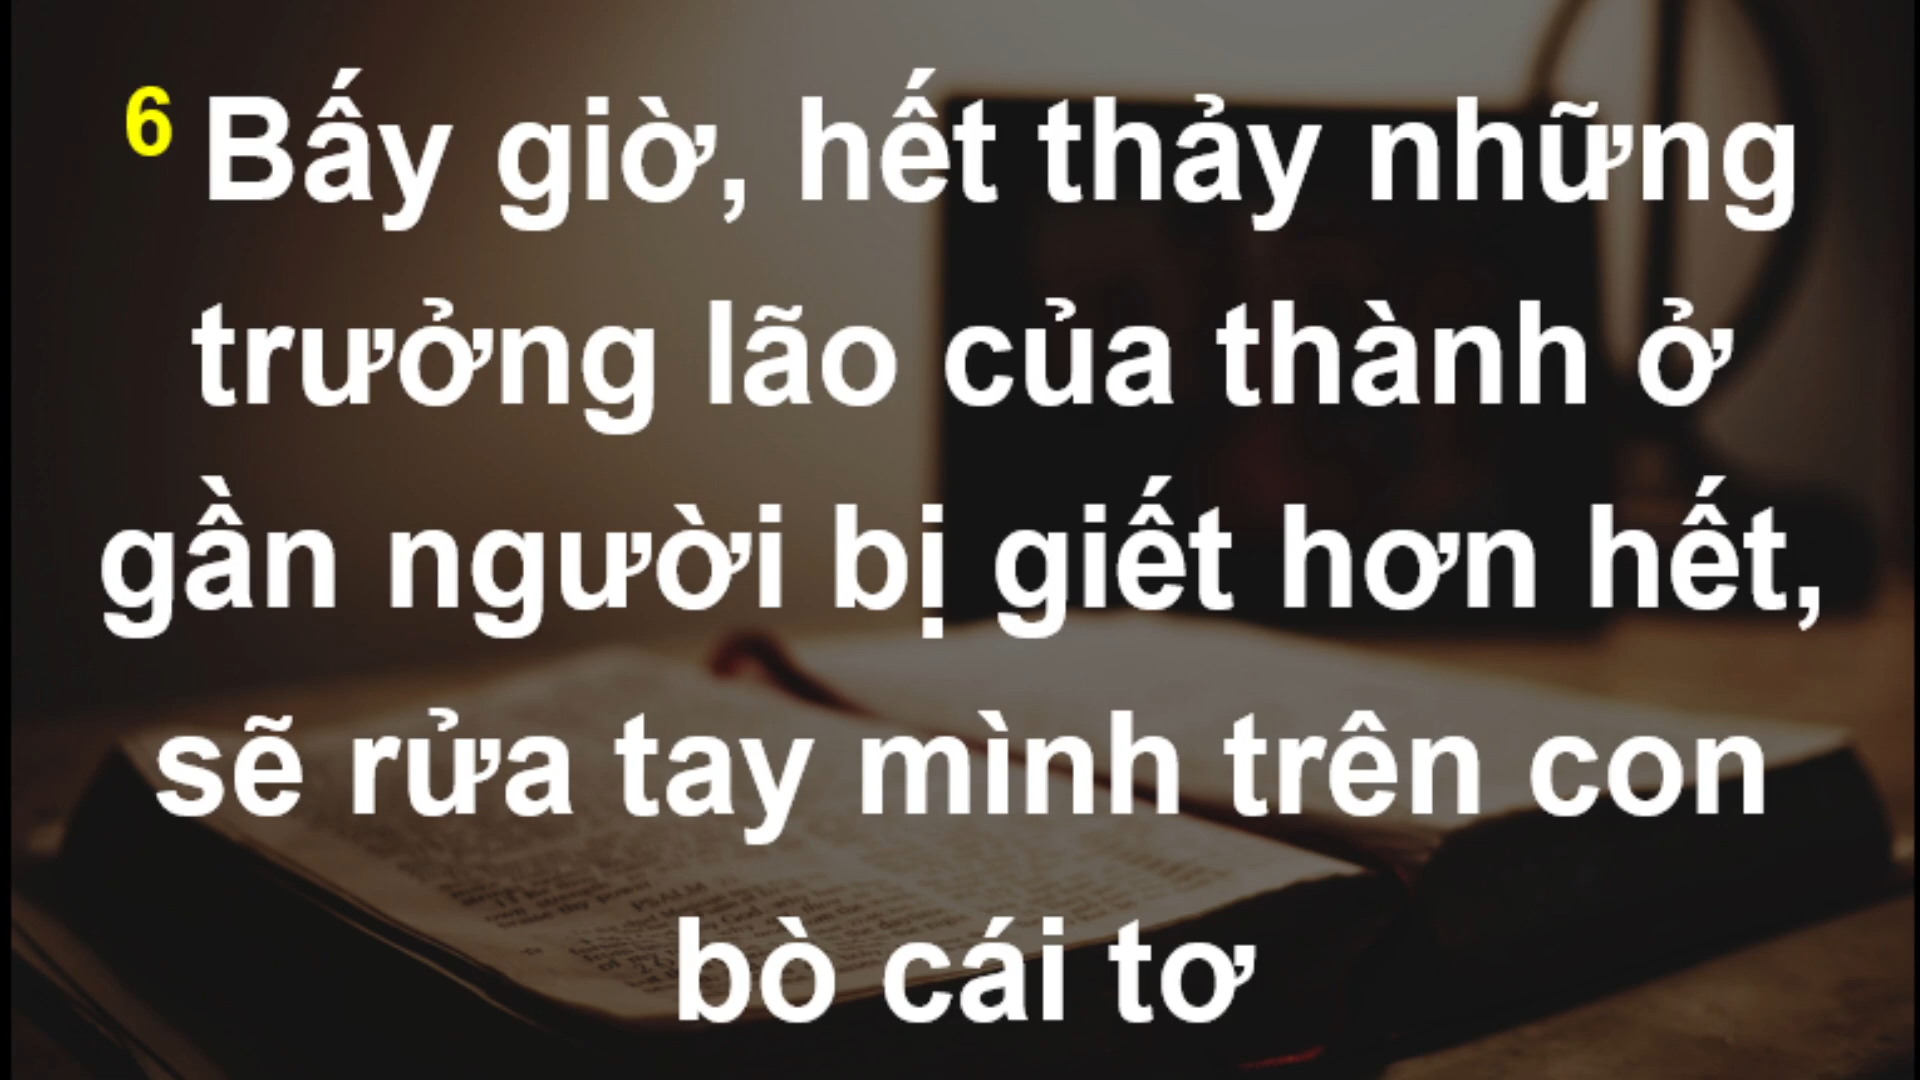 6 Bấy giờ, hết thảy những
trưởng lão của thành ở
gần người bị giết hơn hết,
sẽ rửa tay mình trên con
bò cái tơ
PSALM